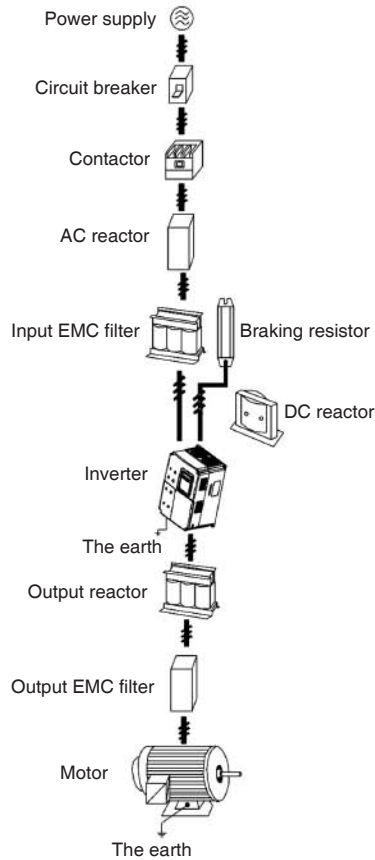 Power supply
Circuit breaker
Contactor
AC reactor
Input EMC filter
Braking resistor
DC reactor
Inverter
The earth
Output reactor
Output EMC filter
Motor
The earth